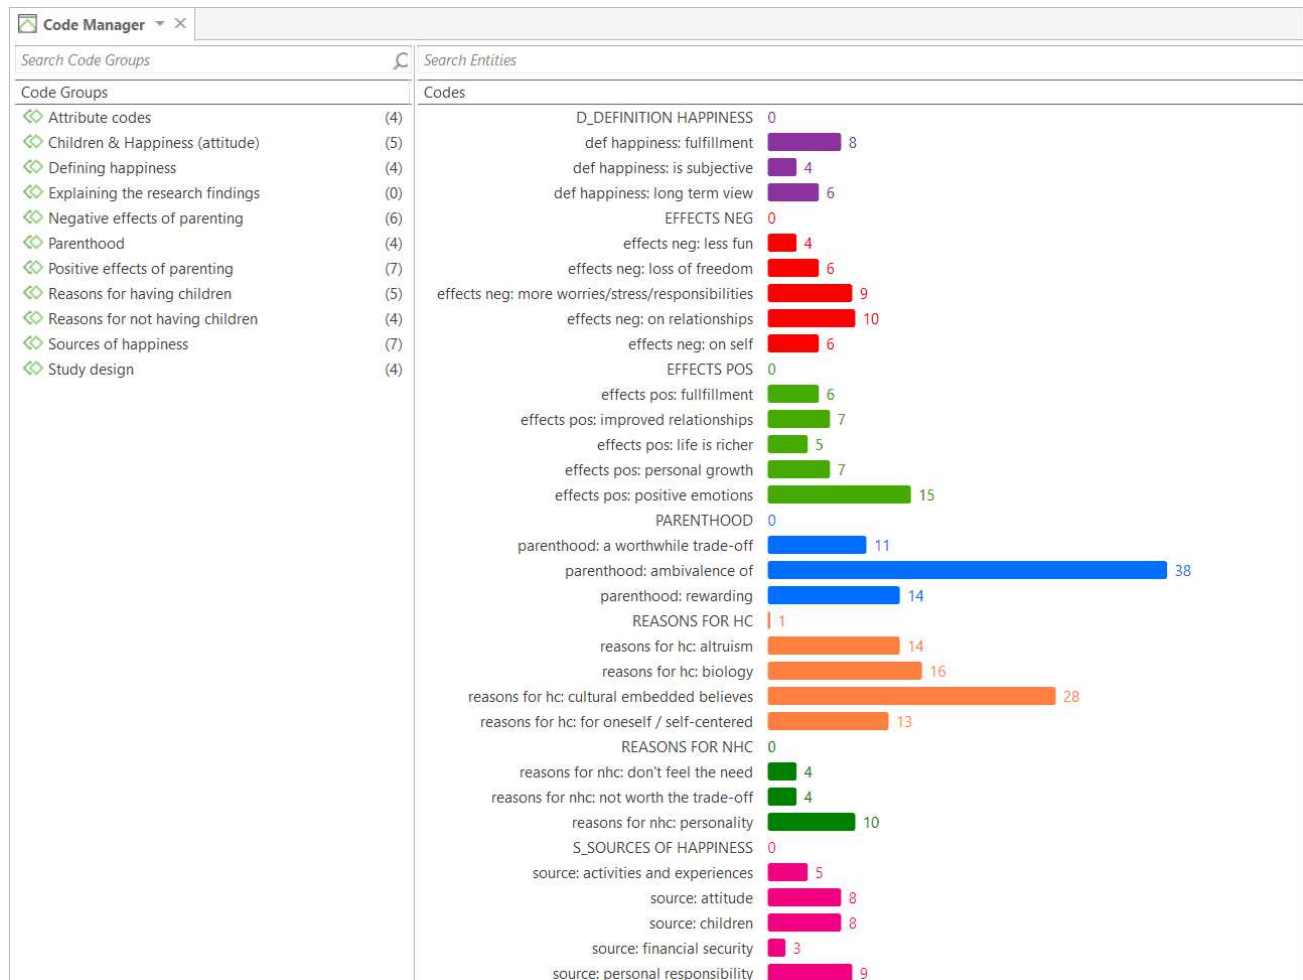 Code Manager
Search Code Groups
Code Groups
Attribute codes (4)
Children & Happiness (attitude) (5)
Defining happiness (4)
Explaining the research findings (0)
Negative effects of parenting (6)
Parenthood (4)
Positive effects of parenting (7)
Reasons for having children (5)
Reasons for not having children (4)
Sources of happiness (7)
Study design (4)
Search Entities
Codes
D_DEFINITION HAPPINESS 0
def happiness: fulfillment 8
def happiness: is subjective 4
def happiness: long term view 6
EFFECTS NEG 0
effects neg: less fun 4
effects neg: loss of freedom 6
effects neg: more worries/stress/responsibilities 9
effects neg: on relationships 10
effects neg: on self 6
EFFECTS POS 0
effects pos: fullfillment 6
effects pos: improved relationships 7
effects pos: life is richer 5
effects pos: personal growth 7
effects pos: positive emotions 15
PARENTHOOD 0
parenthood: a worthwhile trade-off 11
parenthood: ambivalence of 38
parenthood: rewarding 14
REASONS FOR HC 1
reasons for hc: altruism 14
reasons for hc: biology 16
reasons for hc: cultural embedded believes 28
reasons for hc: for oneself / self-centered 13
REASONS FOR NHC 0
reasons for nhc: don't feel the need 4
reasons for nhc: not worth the trade-off 4
reasons for nhc: personality 10
S_SOURCES OF HAPPINESS 0
source: activities and experiences 5
source: attitude 8
source: children 8
source: financial security 3
source: personal responsibility 9